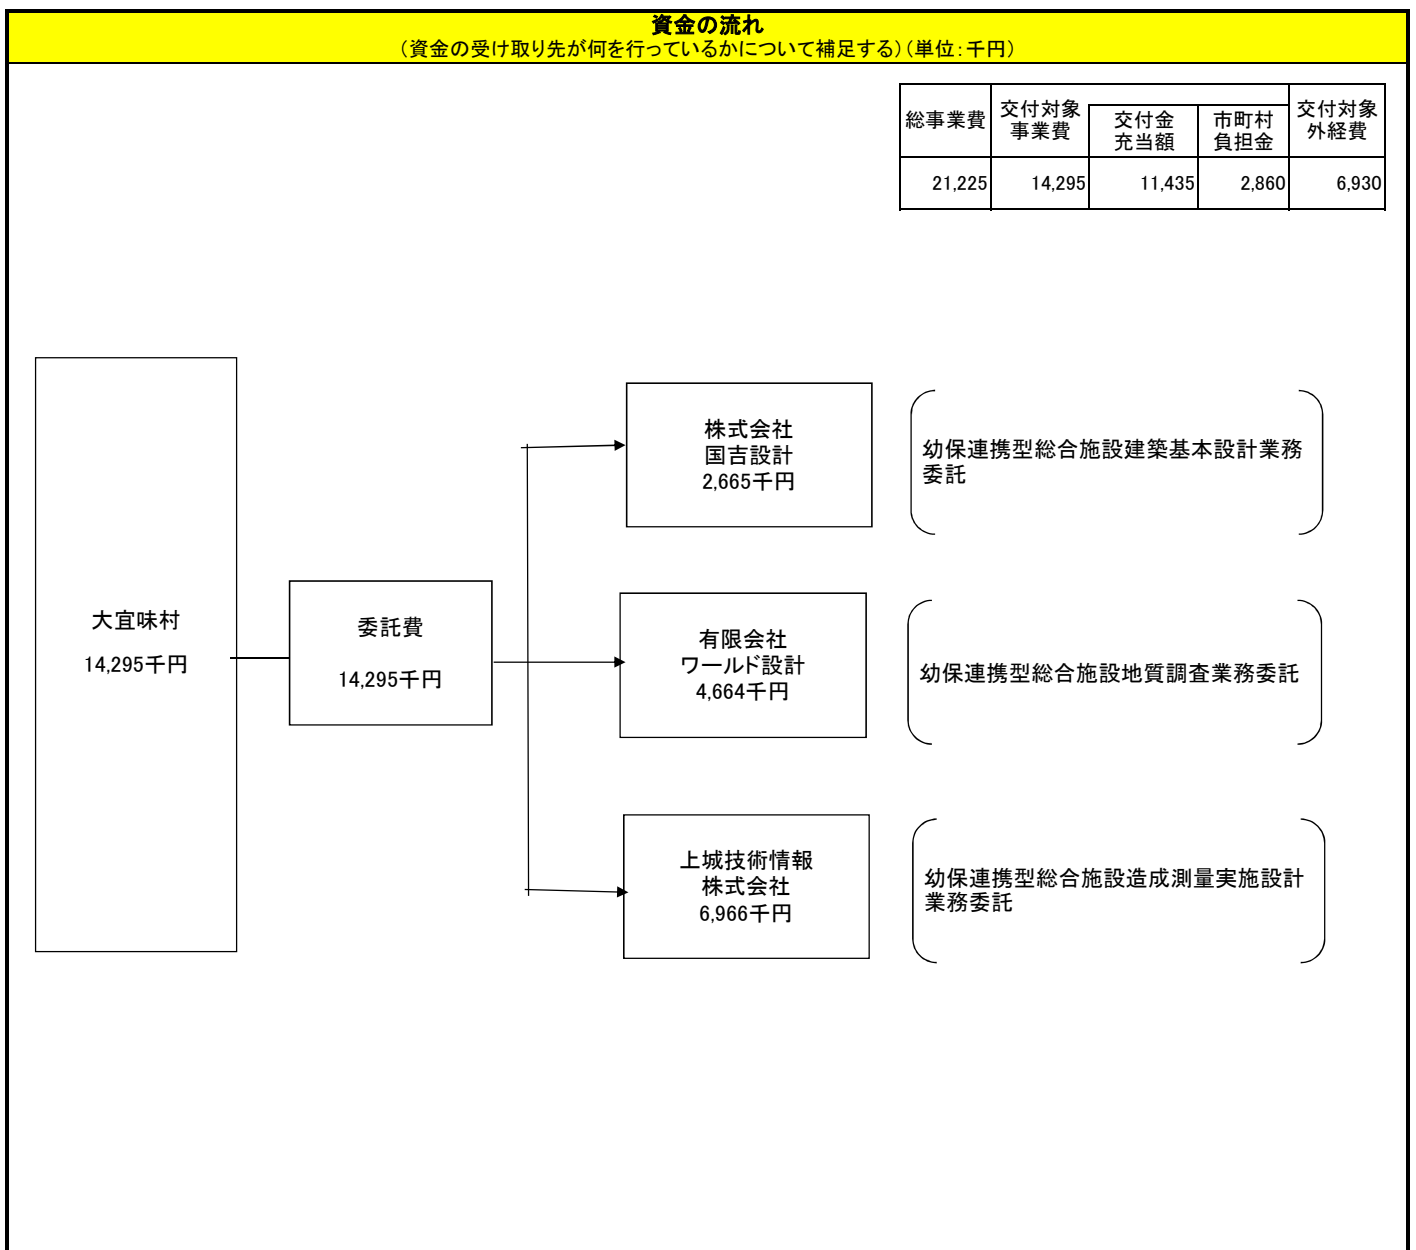 資金の流れ
（資金の受け取り先が何を行っているかについて補足する）（単位：千円）
総事業費
交付対象
事業費
交付金
充当額
市町村
負担金
交付対象
外経費
21,225
14,295
11,435
2,860
6,930
大宜味村
14,295千円
委託費
14,295千円
株式会社
国吉設計
2,665千円
幼保連携型総合施設建築基本設計業務
委託
有限会社
ワールド設計
4,664千円
幼保連携型総合施設地質調査業務委託
上城技術情報
株式会社
6,966千円
幼保連携型総合施設造成測量実施設計
業務委託